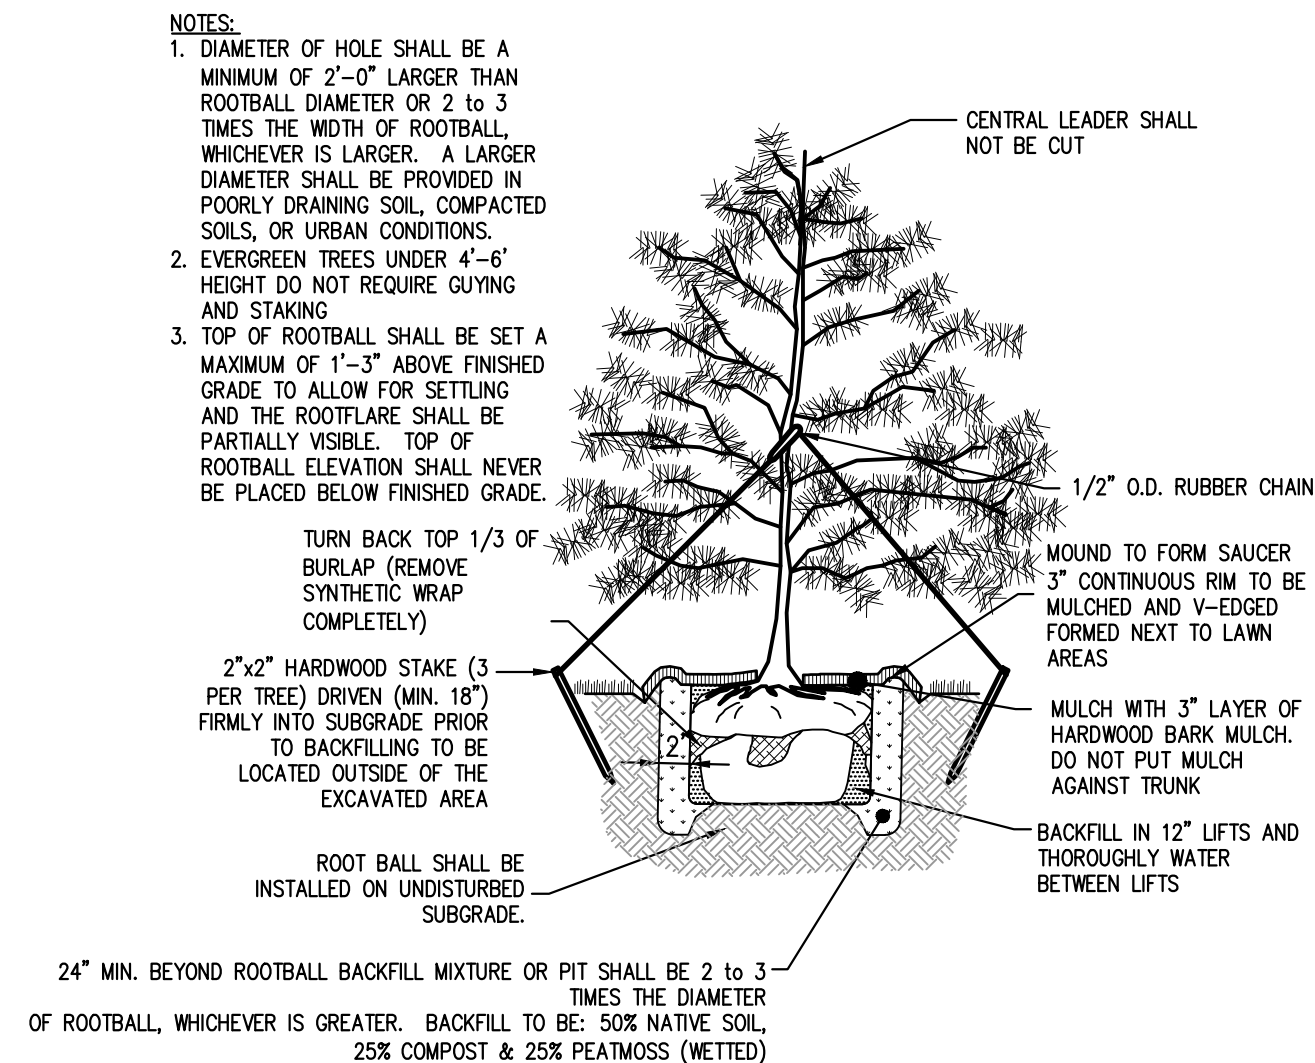 NOTES:
1. DIAMETER OF HOLE SHALL BE A
MINIMUM OF 2'-0" LARGER THAN
ROOTBALL DIAMETER OR 2 to 3
TIMES THE WIDTH OF ROOTBALL,
WHICHEVER IS LARGER. A LARGER
DIAMETER SHALL BE PROVIDED IN
POORLY DRAINING SOIL, COMPACTED
SOILS, OR URBAN CONDITIONS.
2. EVERGREEN TREES UNDER 4'-6'
HEIGHT DO NOT REQUIRE GUYING
AND STAKING
3. TOP OF ROOTBALL SHALL BE SET A
MAXIMUM OF 1'-3" ABOVE FINISHED
GRADE TO ALLOW FOR SETTLING
AND THE ROOTFLARE SHALL BE
PARTIALLY VISIBLE. TOP OF
ROOTBALL ELEVATION SHALL NEVER
BE PLACED BELOW FINISHED GRADE.
TURN BACK TOP 1/3 OF
BURLAP (REMOVE
SYNTHETIC WRAP
COMPLETELY)
2"x2" HARDWOOD STAKE (3
PER TREE) DRIVEN (MIN. 18")
FIRMLY INTO SUBGRADE PRIOR
TO BACKFILLING TO BE
LOCATED OUTSIDE OF THE
EXCAVATED AREA
ROOT BALL SHALL BE
INSTALLED ON UNDISTURBED
SUBGRADE.
24" MIN. BEYOND ROOTBALL BACKFILL MIXTURE OR PIT SHALL BE 2 to 3
TIMES THE DIAMETER
OF ROOTBALL, WHICHEVER IS GREATER. BACKFILL TO BE: 50% NATIVE SOIL,
25% COMPOST & 25% PEATMOSS (WETTED)
2'
CENTRAL LEADER SHALL
NOT BE CUT
1/2" O.D. RUBBER CHAIN
MOUND TO FORM SAUCER
3" CONTINUOUS RIM TO BE
MULCHED AND V-EDGED
FORMED NEXT TO LAWN
AREAS
MULCH WITH 3" LAYER OF
HARDWOOD BARK MULCH.
DO NOT PUT MULCH
AGAINST TRUNK
BACKFILL IN 12" LIFTS AND
THOROUGHLY WATER
BETWEEN LIFTS